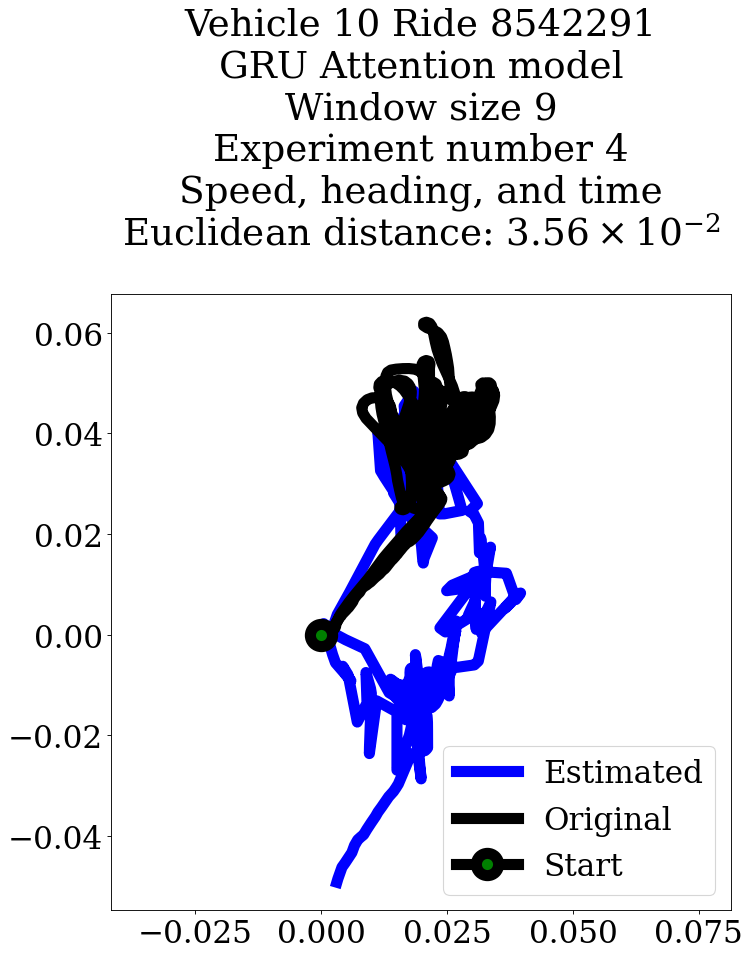 Vehicle 10 Ride 8542291
GRU Attention model
Window size 9
Experiment number 4
Speed, heading, and time
Euclidean distance: 3.56 × 10⁻²
0.06
0.04
0.02
0.00
−0.02
−0.04
Estimated
Original
Start
−0.025 0.000 0.025 0.050 0.075